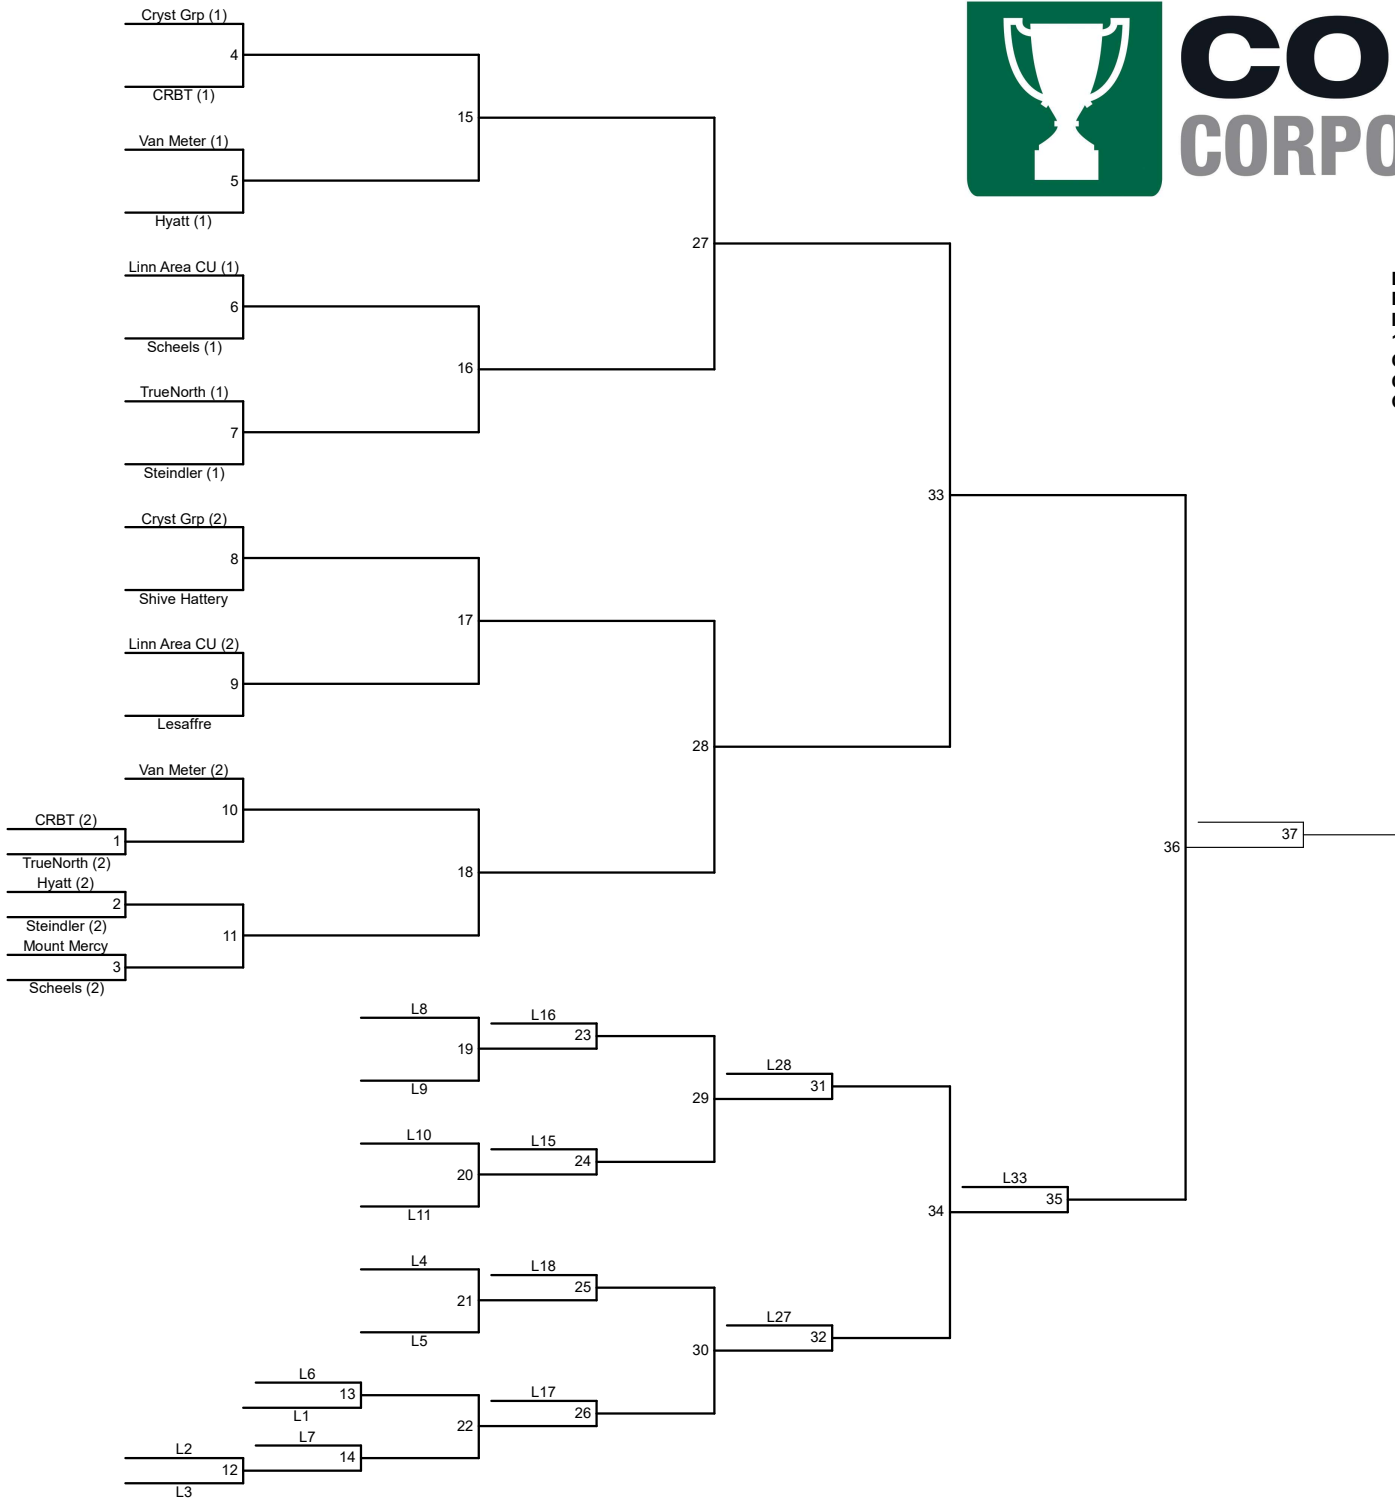 Cryst Grp (1)
4
CRBT (1)
15
Van Meter (1)
5
Hyatt (1)
27
Linn Area CU (1)
6
Scheels (1)
16
TrueNorth (1)
7
Steindler (1)
33
Cryst Grp (2)
8
Shive Hattery
17
Linn Area CU (2)
9
Lesaffre
28
Van Meter (2)
10
CRBT (2)
1
TrueNorth (2)
18
Hyatt (2)
2
Steindler (2)
11
Mount Mercy
3
Scheels (2)
36
37
L8
19
L9
L16
23
29
L28
31
L10
20
L11
L15
24
34
L33
35
L4
21
L5
L18
25
30
L27
32
L6
13
L1
22
L17
26
L7
14
L2
12
L3
CO
CORPO